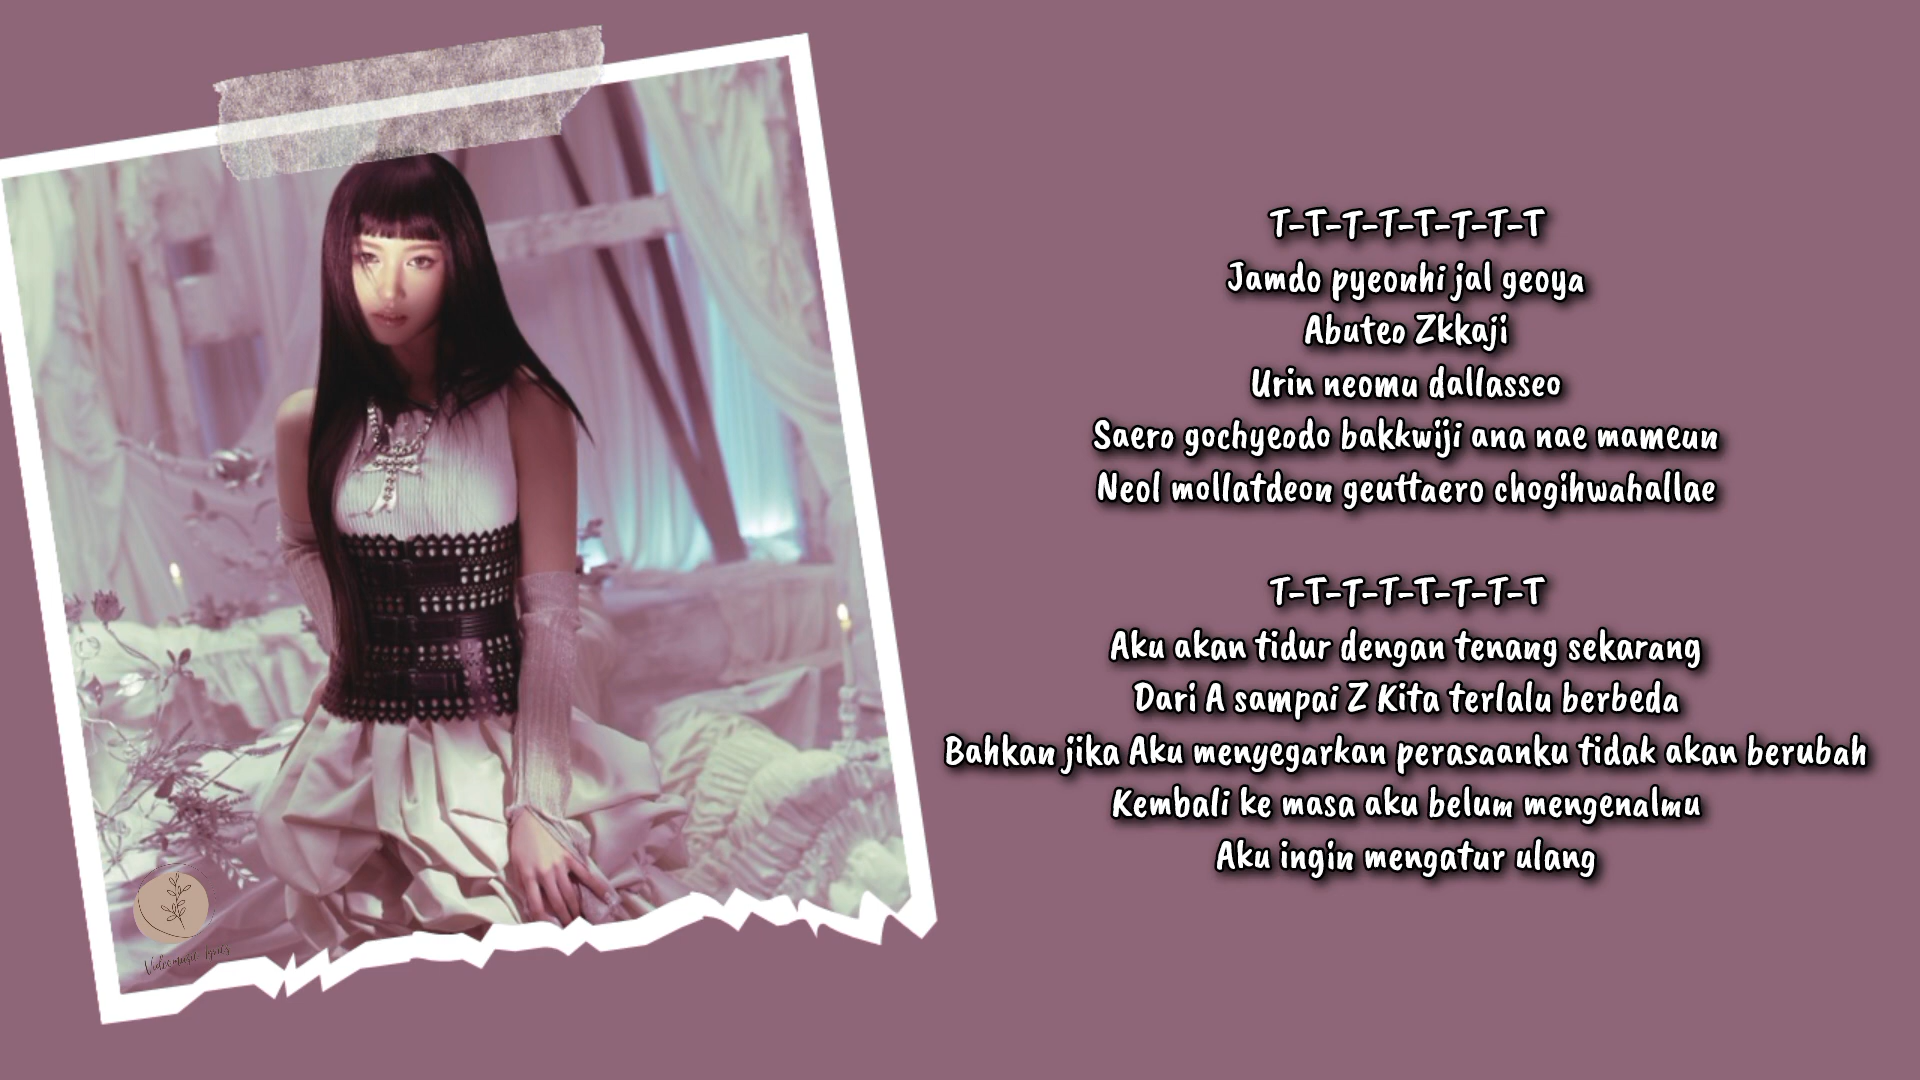 T-T-T-T-T-T-T-T
Jamdo pyeonhi jal geoya
Abuteo Zkkaji
Urin neomu dallasseo
Saero gochyeodo bakkwiji ana nae mameun
Neol mollatdeon geuttaero chogihwahallae
T-T-T-T-T-T-T-T
Aku akan tidur dengan tenang sekarang
Dari A sampai Z Kita terlalu berbeda
Bahkan jika Aku menyegarkan perasaanku tidak akan berubah
Kembali ke masa aku belum mengenalmu
Aku ingin mengatur ulang